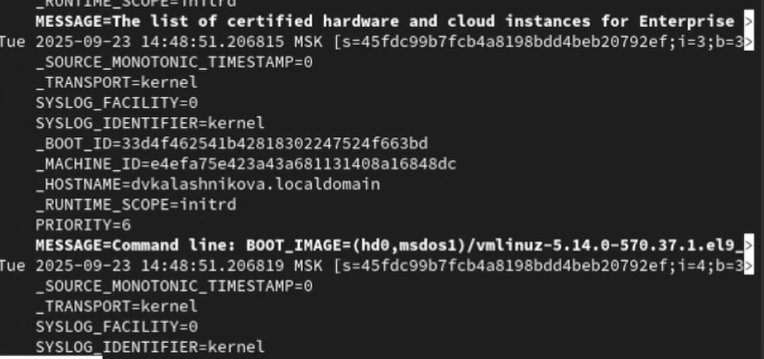 _RUNTIME_SCOPE=initrd
MESSAGE=The list of certified hardware and cloud instances for Enterprise >
Tue 2025-09-23 14:48:51.206815 MSK [s=45fdc99b7fcb4a8198bdd4beb20792ef;i=3;b=3>
_SOURCE_MONOTONIC_TIMESTAMP=0
_TRANSPORT=kernel
SYSLOG_FACILITY=0
SYSLOG_IDENTIFIER=kernel
_BOOT_ID=33d4f462541b42818302247524f663bd
_MACHINE_ID=e4efa75e423a43a681131408a16848dc
_HOSTNAME=dvkalashnikova.localdomain
_RUNTIME_SCOPE=initrd
PRIORITY=6
MESSAGE=Command line: BOOT_IMAGE=(hd0,msdos1)/vmlinuz-5.14.0-570.37.1.el9_>
Tue 2025-09-23 14:48:51.206819 MSK [s=45fdc99b7fcb4a8198bdd4beb20792ef;i=4;b=3>
_SOURCE_MONOTONIC_TIMESTAMP=0
_TRANSPORT=kernel
SYSLOG_FACILITY=0
SYSLOG_IDENTIFIER=kernel